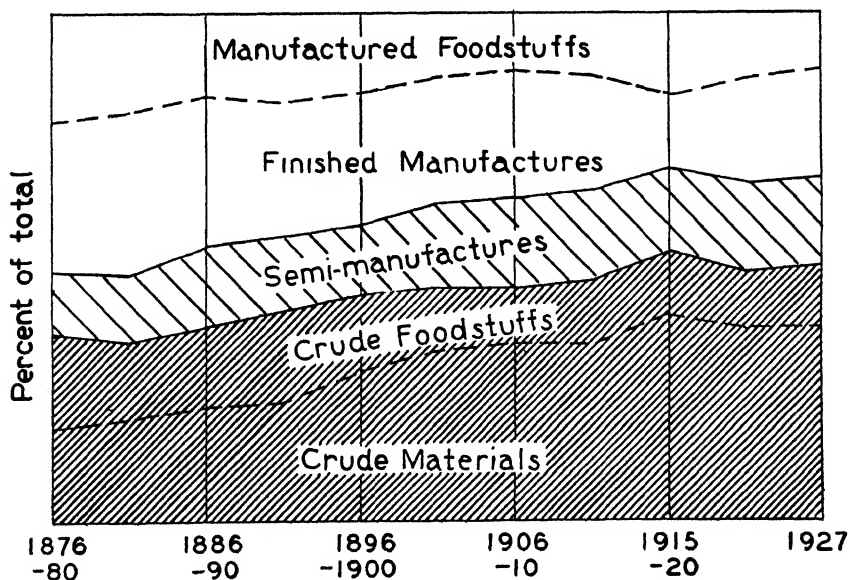 Manufactured Foodstuffs
Finished Manufactures
Semi-manufactures
Crude Foodstuffs
Crude Materials
Percent of total
1876 1886 1896 1906 1915 1927
-80 -90 -1900 -10 -20